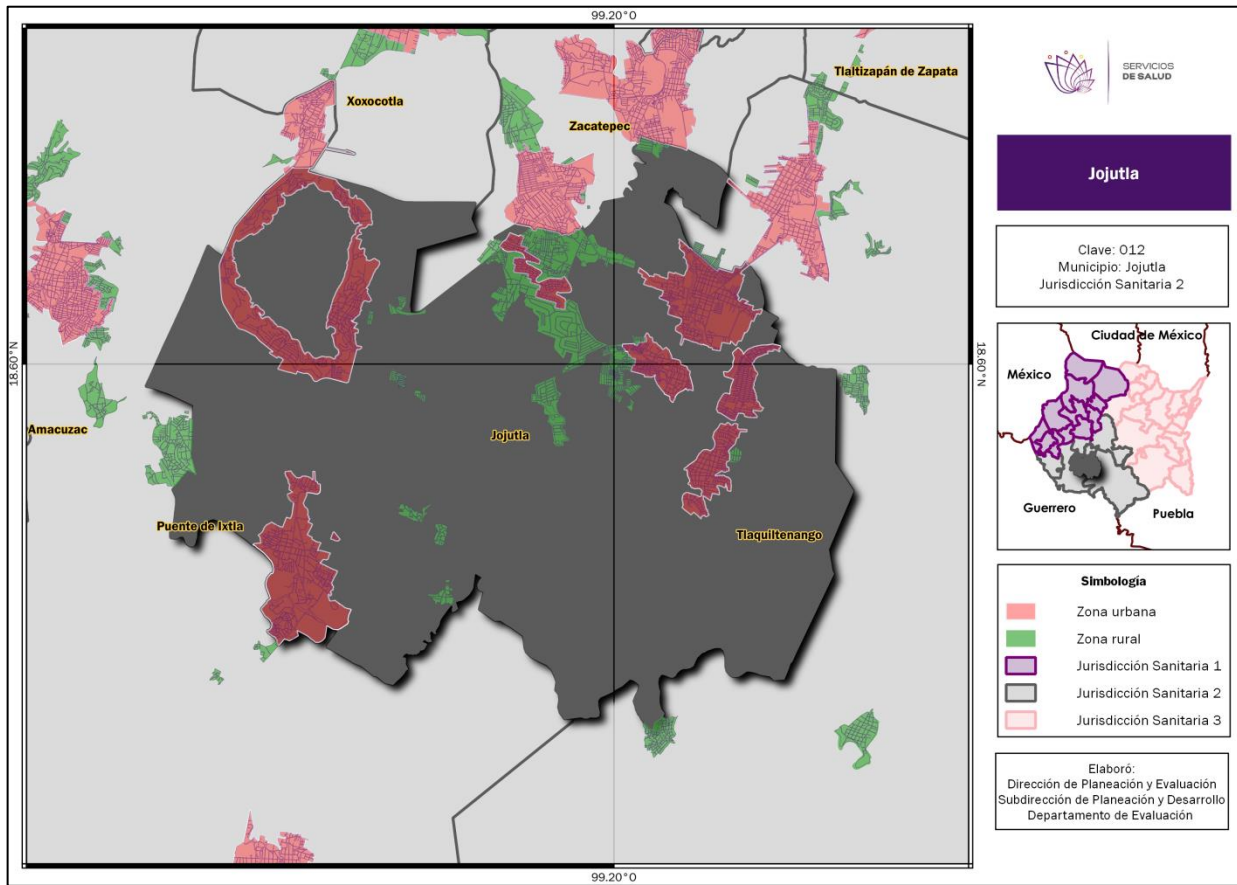 99.20°O
Xoxocotla
Tlaltizapán de Zapata
Zacatepec
18.60°N
18.60°N
Amacuzac
Jojutla
Puente de Ixtla
Tlaquiltenango
99.20°O
SERVICIOS
DE SALUD
Jojutla
Clave: 012
Municipio: Jojutla
Jurisdicción Sanitaria 2
Ciudad de México
México
Guerrero
Puebla
Simbología
Zona urbana
Zona rural
Jurisdicción Sanitaria 1
Jurisdicción Sanitaria 2
Jurisdicción Sanitaria 3
Elaboró:
Dirección de Planeación y Evaluación
Subdirección de Planeación y Desarrollo
Departamento de Evaluación